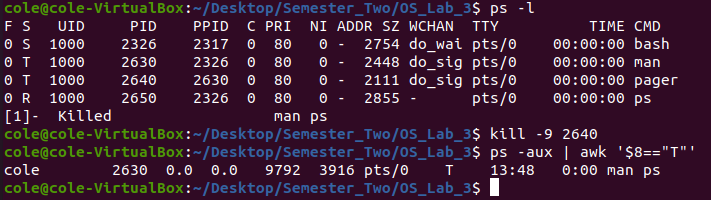 cole@cole-VirtualBox:~/Desktop/Semester_Two/OS_Lab_3$ ps -l
F S   UID     PID    PPID  C PRI  NI ADDR SZ WCHAN  TTY          TIME CMD
0 S  1000    2326    2317  0  80   0 -  2754 do_wai pts/0    00:00:00 bash
0 T  1000    2630    2326  0  80   0 -  2448 do_sig pts/0    00:00:00 man
0 T  1000    2640    2630  0  80   0 -  2111 do_sig pts/0    00:00:00 pager
0 R  1000    2650    2326  0  80   0 -  2855 -      pts/0    00:00:00 ps
[1]-  Killed                  man ps
cole@cole-VirtualBox:~/Desktop/Semester_Two/OS_Lab_3$ kill -9 2640
cole@cole-VirtualBox:~/Desktop/Semester_Two/OS_Lab_3$ ps -aux | awk '$8=="T"'
cole        2630  0.0  0.0   9792  3916 pts/0    T    13:48   0:00 man ps
cole@cole-VirtualBox:~/Desktop/Semester_Two/OS_Lab_3$